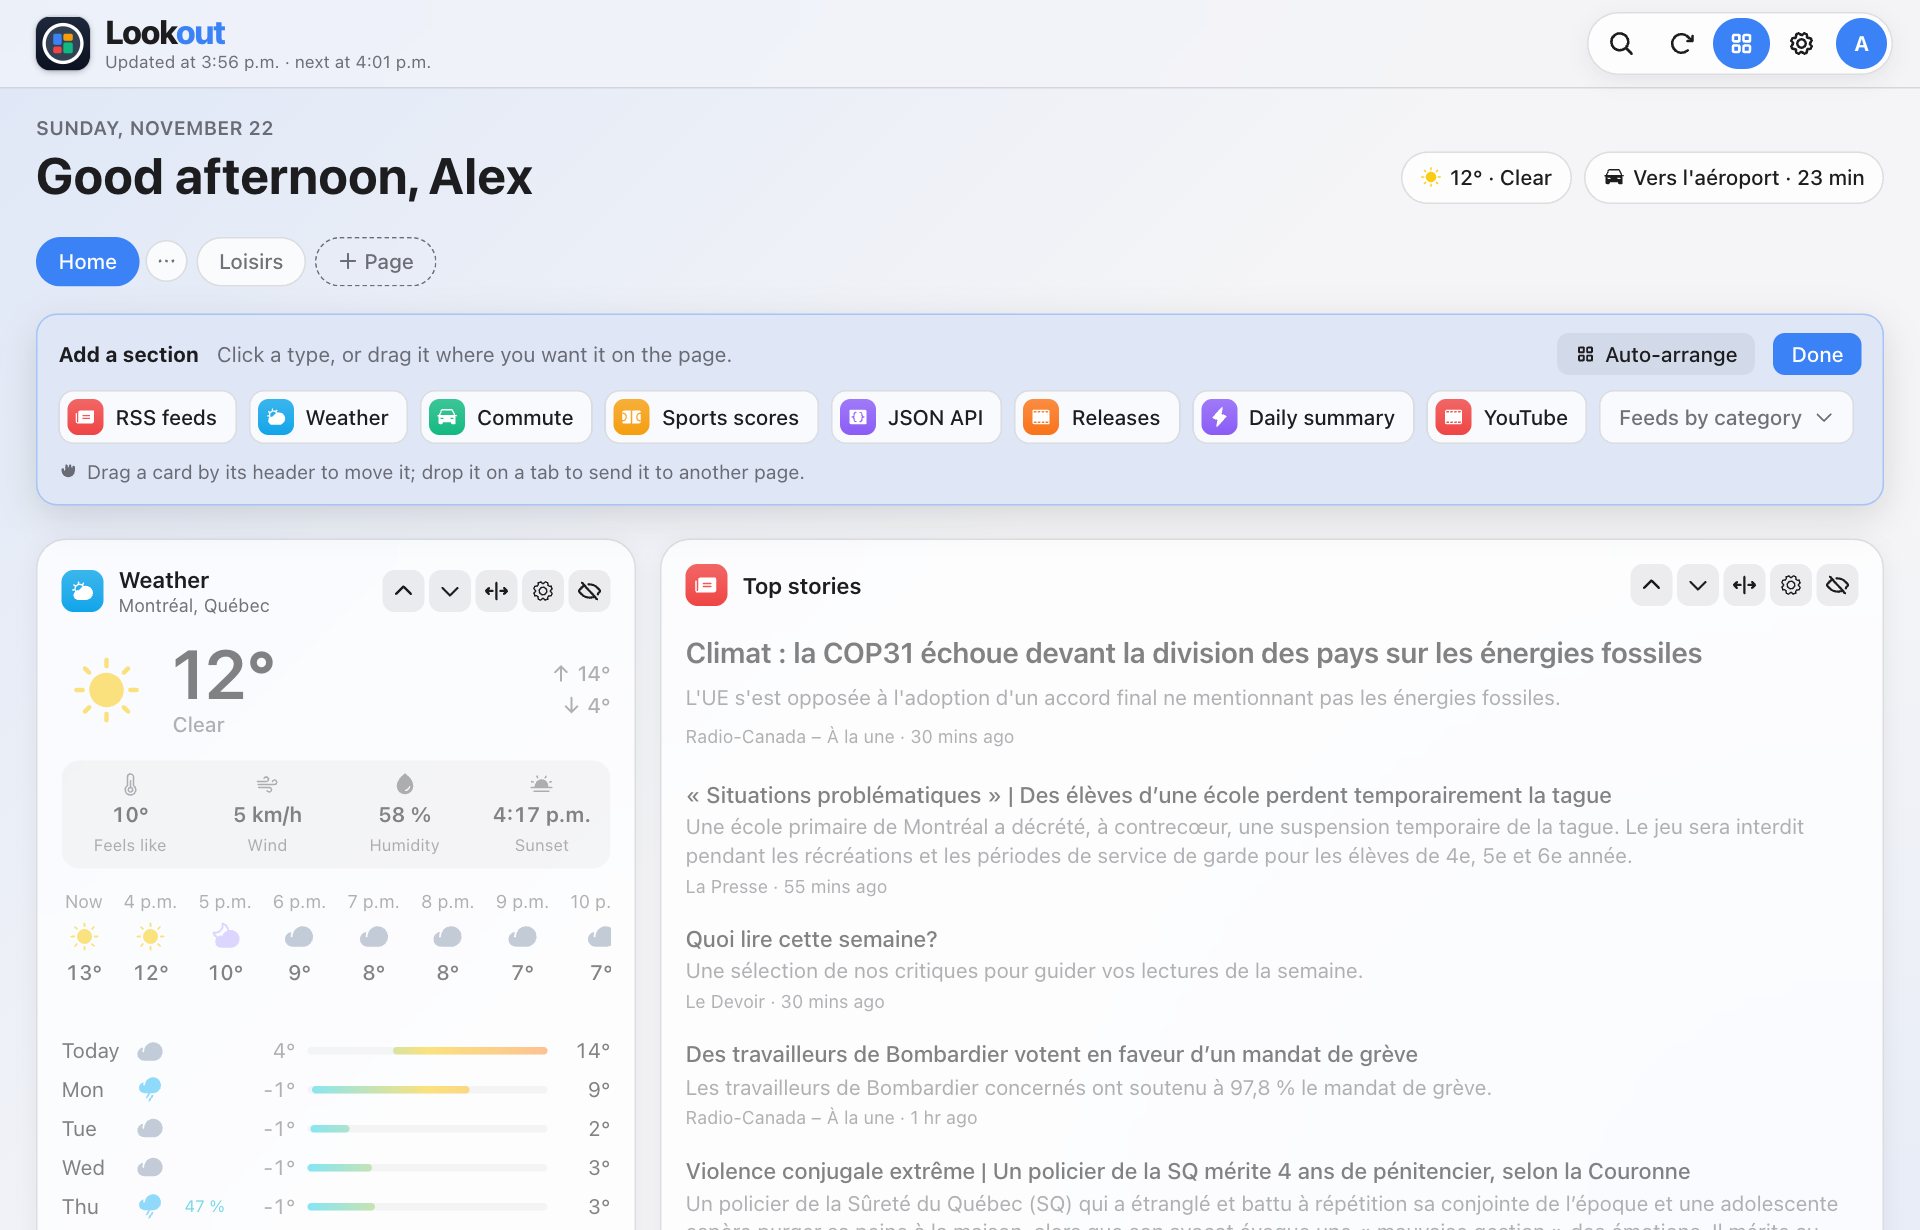 Lookout
Updated at 3:56 p.m. · next at 4:01 p.m.
A
SUNDAY, NOVEMBER 22
Good afternoon, Alex
12° · Clear
Vers l'aéroport · 23 min
Home
Loisirs
+ Page
Add a section Click a type, or drag it where you want it on the page.
Auto-arrange
Done
RSS feeds
Weather
Commute
Sports scores
JSON API
Releases
Daily summary
YouTube
Feeds by category
Drag a card by its header to move it; drop it on a tab to send it to another page.
Weather
Montréal, Québec
12°
Clear
↑ 14°
↓ 4°
10° 5 km/h 58 % 4:17 p.m.
Feels like Wind Humidity Sunset
Now 4 p.m. 5 p.m. 6 p.m. 7 p.m. 8 p.m. 9 p.m. 10 p.
13° 12° 10° 9° 8° 8° 7° 7°
Today 4° 14°
Mon -1° 9°
Tue -1° 2°
Wed -1° 3°
Thu 47 % -1° 3°
Top stories
Climat : la COP31 échoue devant la division des pays sur les énergies fossiles
L'UE s'est opposée à l'adoption d'un accord final ne mentionnant pas les énergies fossiles.
Radio-Canada – À la une · 30 mins ago
« Situations problématiques » | Des élèves d’une école perdent temporairement la tague
Une école primaire de Montréal a décrété, à contrecœur, une suspension temporaire de la tague. Le jeu sera interdit
pendant les récréations et les périodes de service de garde pour les élèves de 4e, 5e et 6e année.
La Presse · 55 mins ago
Quoi lire cette semaine?
Une sélection de nos critiques pour guider vos lectures de la semaine.
Le Devoir · 30 mins ago
Des travailleurs de Bombardier votent en faveur d’un mandat de grève
Les travailleurs de Bombardier concernés ont soutenu à 97,8 % le mandat de grève.
Radio-Canada – À la une · 1 hr ago
Violence conjugale extrême | Un policier de la SQ mérite 4 ans de pénitencier, selon la Couronne
Un policier de la Sûreté du Québec (SQ) qui a étranglé et battu à répétition sa conjointe de l’époque et une adolescente